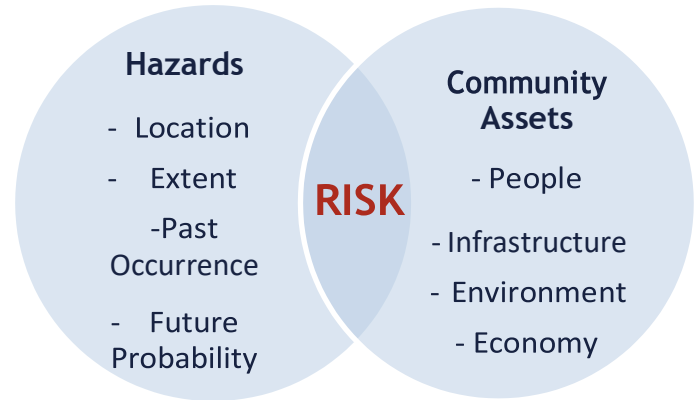 Hazards
- Location
- Extent
-Past
Occurrence
- Future
Probability
RISK
Community
Assets
- People
- Infrastructure
- Environment
- Economy